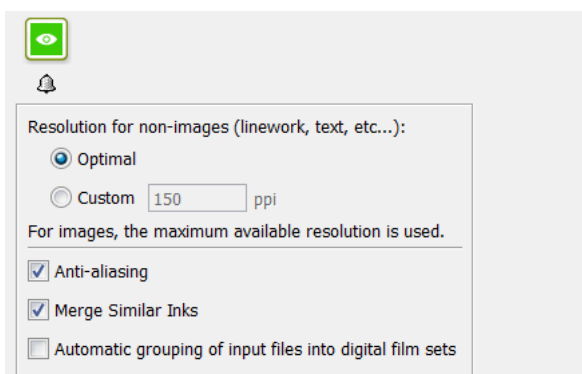 Resolution for non-images (linework, text, etc...):
Optimal
Custom 150 ppi
For images, the maximum available resolution is used.
Anti-aliasing
Merge Similar Inks
Automatic grouping of input files into digital film sets